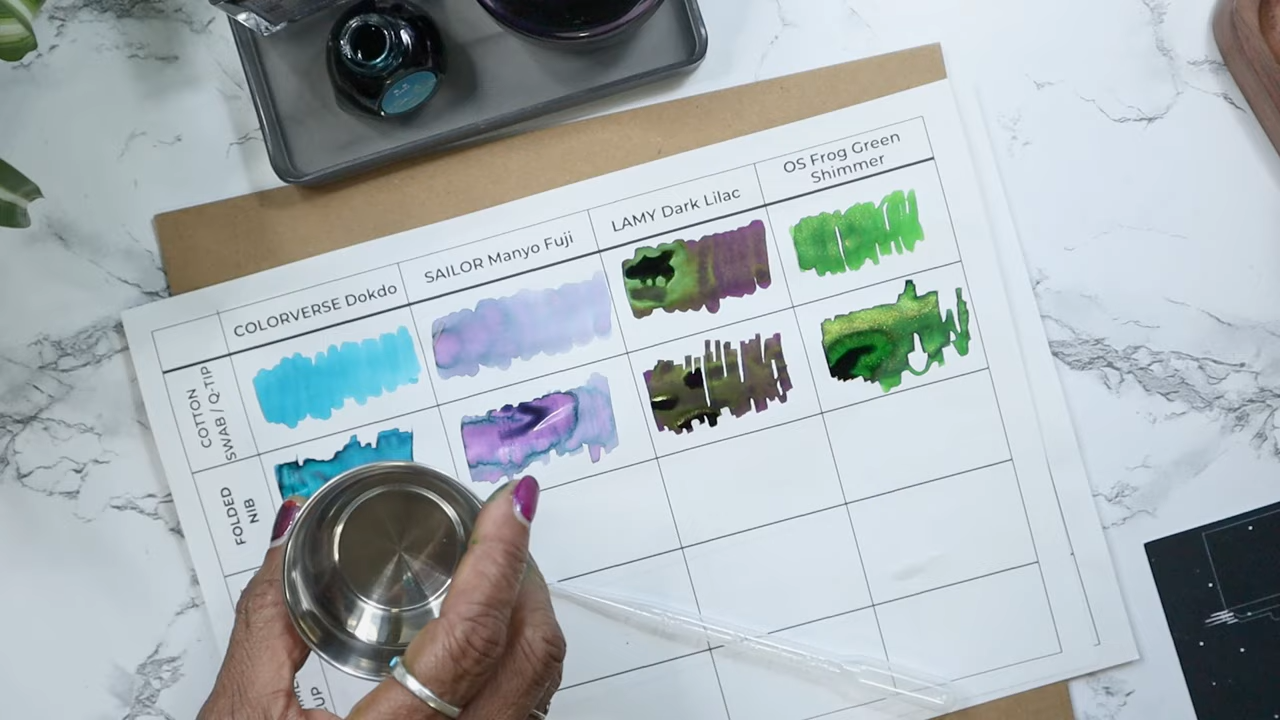 COLORVERSE Dokdo
SAILOR Manyo Fuji
LAMY Dark Lilac
OS Frog Green
Shimmer
COTTON
SWAB / Q-TIP
FOLDED
NIB